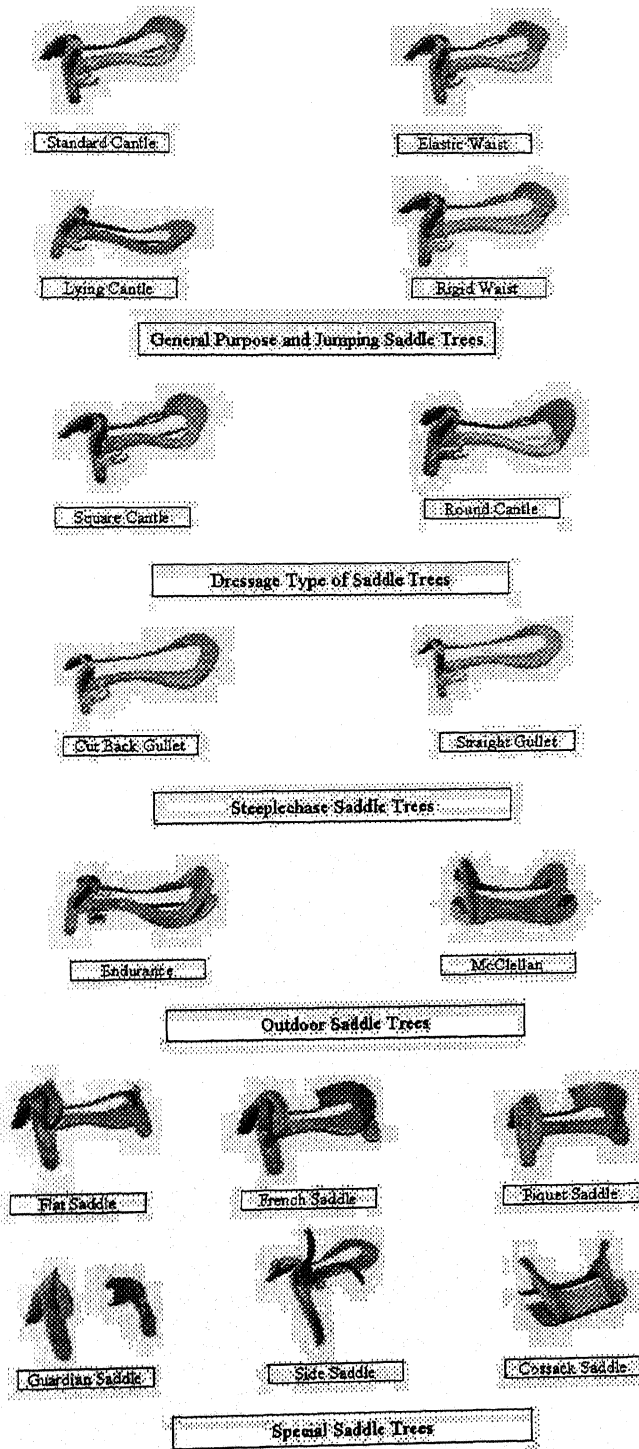 Standard Cantle
Elastic Waist
Lying Cantle
Rigid Waist
General Purpose and Jumping Saddle Trees
Square Cantle
Round Cantle
Dressage Type of Saddle Trees
Cut Back Gullet
Straight Gullet
Steeplechase Saddle Trees
Endurance
McClellan
Outdoor Saddle Trees
Flat Saddle
French Saddle
Piquet Saddle
Guardian Saddle
Side Saddle
Cossack Saddle
Special Saddle Trees